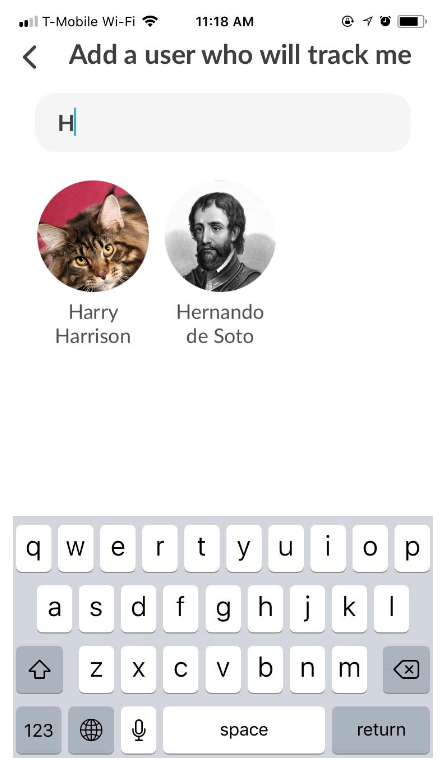 T-Mobile Wi-Fi 11:18 AM
Add a user who will track me
H
Harry
Harrison
Hernando
de Soto
q w e r t y u i o p
a s d f g h j k l
z x c v b n m
123 space return